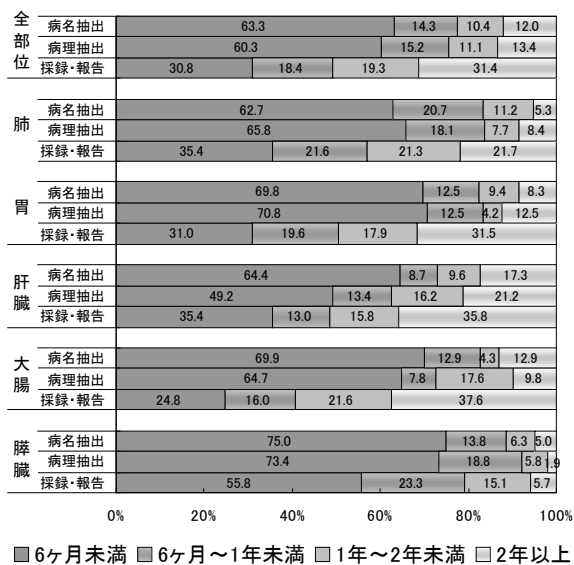 全部位
病名抽出 63.3 14.3 10.4 12.0
病理抽出 60.3 15.2 11.1 13.4
採録・報告 30.8 18.4 19.3 31.4
肺
病名抽出 62.7 20.7 11.2 5.3
病理抽出 65.8 18.1 7.7 8.4
採録・報告 35.4 21.6 21.3 21.7
胃
病名抽出 69.8 12.5 9.4 8.3
病理抽出 70.8 12.5 4.2 12.5
採録・報告 31.0 19.6 17.9 31.5
肝臓
病名抽出 64.4 8.7 9.6 17.3
病理抽出 49.2 13.4 16.2 21.2
採録・報告 35.4 13.0 15.8 35.8
大腸
病名抽出 69.9 12.9 4.3 12.9
病理抽出 64.7 7.8 17.6 9.8
採録・報告 24.8 16.0 21.6 37.6
膵臓
病名抽出 75.0 13.8 6.3 5.0
病理抽出 73.4 18.8 5.8 1.9
採録・報告 55.8 23.3 15.1 5.7
0% 20% 40% 60% 80% 100%
6ヶ月未満 6ヶ月～1年未満 1年～2年未満 2年以上